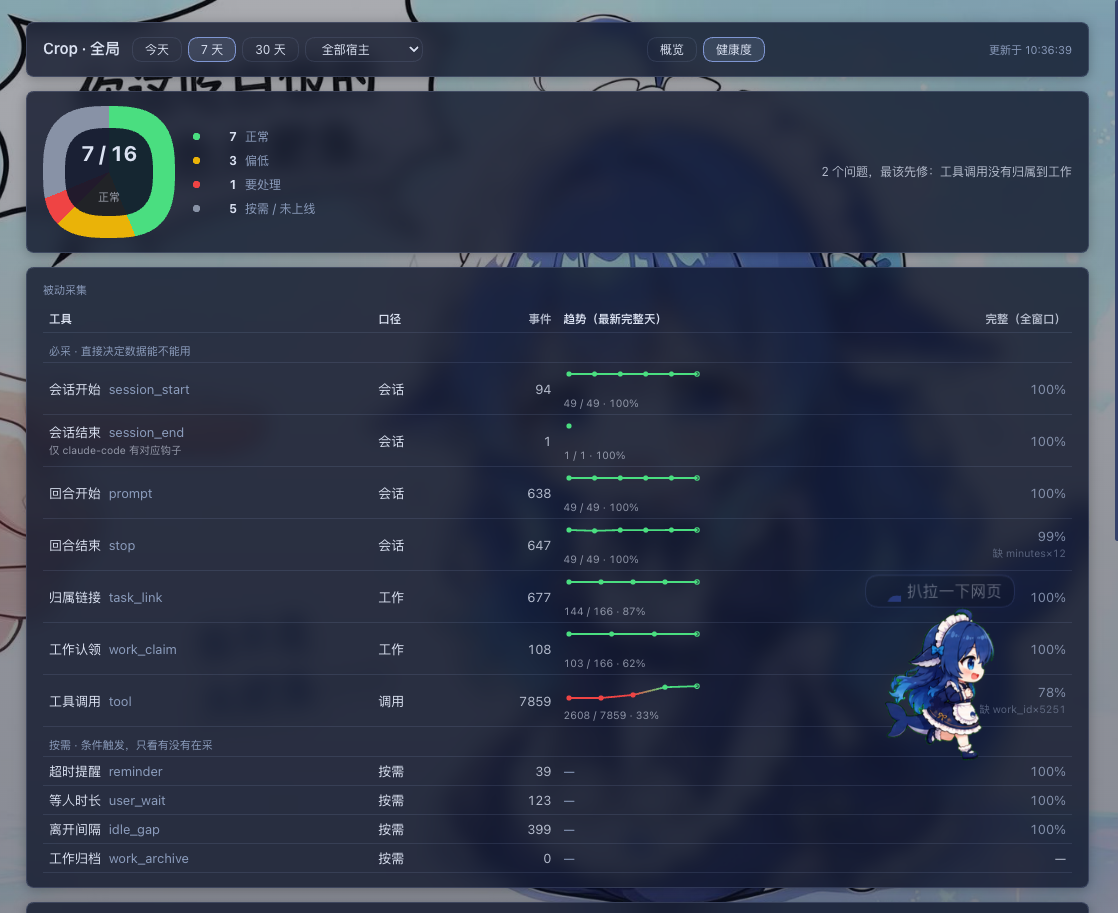 Crop · 全局 今天 7 天 30 天 全部宿主 概览 健康度 更新于 10:36:39
7 / 16
正常
7 正常
3 偏低
1 要处理
5 按需 / 未上线
2 个问题，最该先修：工具调用没有归属到工作
被动采集
工具 口径 事件 趋势（最新完整天） 完整（全窗口）
必采 · 直接决定数据能不能用
会话开始 session_start 会话 94 49 / 49 · 100% 100%
会话结束 session_end 会话 1 1 / 1 · 100% 100%
仅 claude-code 有对应钩子
回合开始 prompt 会话 638 49 / 49 · 100% 100%
回合结束 stop 会话 647 49 / 49 · 100% 99%
缺 minutes×12
扒拉一下网页
归属链接 task_link 工作 677 144 / 166 · 87% 100%
工作认领 work_claim 工作 108 103 / 166 · 62% 100%
工具调用 tool 调用 7859 2608 / 7859 · 33% 78%
缺 work_id×5251
按需 · 条件触发，只看有没有在采
超时提醒 reminder 按需 39 — 100%
等人时长 user_wait 按需 123 — 100%
离开间隔 idle_gap 按需 399 — 100%
工作归档 work_archive 按需 0 — —